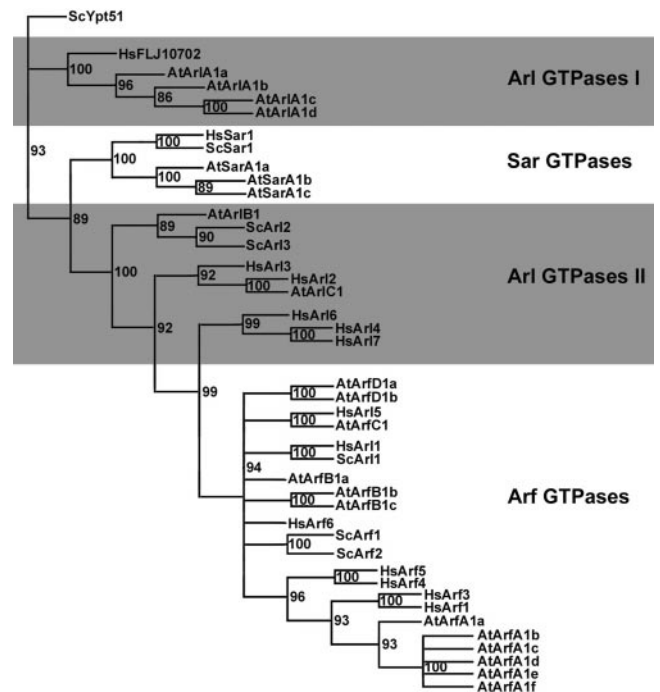 ScYpt51
HsFLJ10702
100
AtArlA1a
96
AtArlA1b
86
AtArlA1c
100
AtArlA1d
Arl GTPases I
93
HsSar1
100
ScSar1
100
AtSarA1a
100
AtSarA1b
89
AtSarA1c
Sar GTPases
89
AtArlB1
89
ScArl2
90
ScArl3
100
HsArl3
92
HsArl2
100
AtArlC1
Arl GTPases II
92
HsArl6
99
HsArl4
100
HsArl7
99
AtArfD1a
100
AtArfD1b
HsArl5
100
AtArfC1
HsArl1
100
ScArl1
94
AtArfB1a
AtArfB1b
100
AtArfB1c
Arf GTPases
HsArf6
ScArf1
100
ScArf2
HsArf5
100
HsArf4
96
HsArf3
100
HsArf1
93
AtArfA1a
93
AtArfA1b
AtArfA1c
AtArfA1d
100
AtArfA1e
AtArfA1f